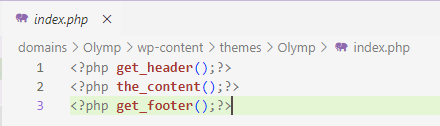 index.php ×
domains > Olymp > wp-content > themes > Olymp > index.php
1 <?php get_header();?>
2 <?php the_content();?>
3 <?php get_footer();?>